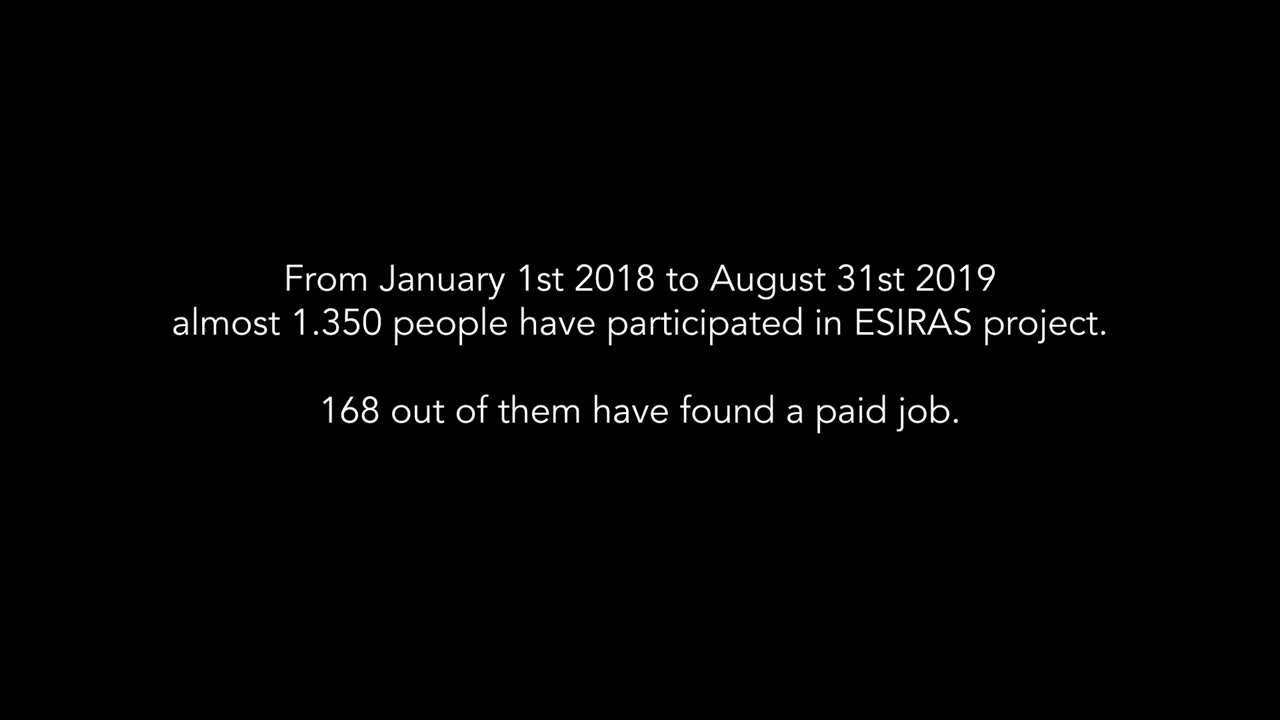 From January 1st 2018 to August 31st 2019
almost 1.350 people have participated in ESIRAS project.
168 out of them have found a paid job.